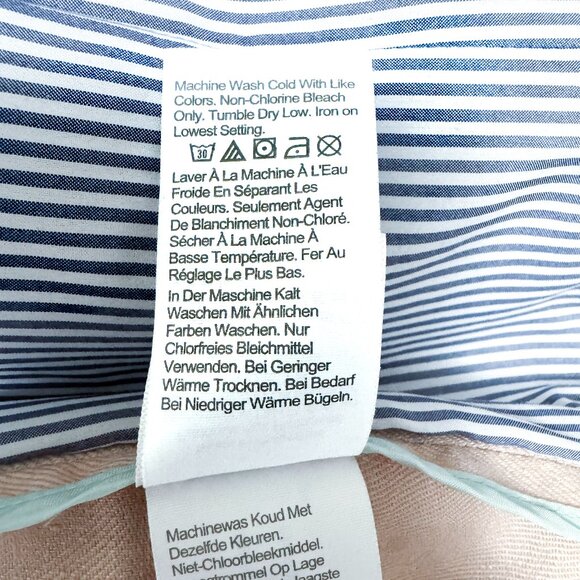 Machine Wash Cold With Like
Colors. Non-Chlorine Bleach
Only. Tumble Dry Low. Iron on
Lowest Setting.
30
Laver À La Machine À L'Eau
Froide En Séparant Les
Couleurs. Seulement Agent
De Blanchiment Non-Chloré.
Sécher À La Machine À
Basse Température. Fer Au
Réglage Le Plus Bas.
In Der Maschine Kalt
Waschen Mit Ähnlichen
Farben Waschen. Nur
Chlorfreies Bleichmittel
Verwenden. Bei Geringer
Wärme Trocknen. Bei Bedarf
Bei Niedriger Wärme Bügeln.
Machinewas Koud Met
Dezelfde Kleuren.
Niet-Chloorbleekmiddel.
Op Lage